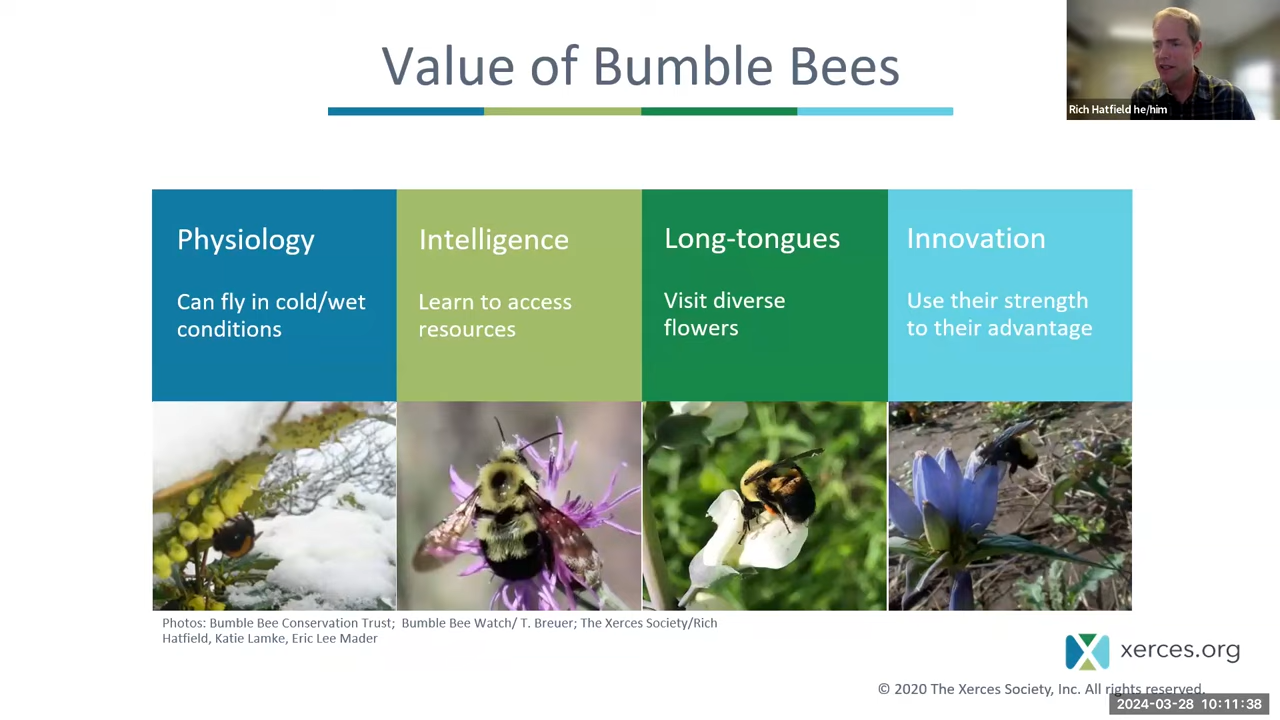 Value of Bumble Bees
Rich Hatfield he/him
Physiology
Can fly in cold/wet
conditions
Intelligence
Learn to access
resources
Long-tongues
Visit diverse
flowers
Innovation
Use their strength
to their advantage
Photos: Bumble Bee Conservation Trust; Bumble Bee Watch/ T. Breuer; The Xerces Society/Rich
Hatfield, Katie Lamke, Eric Lee Mader
xerces.org
© 2020 The Xerces Society, Inc. All rights reserved.
2024-03-28 10:11:38